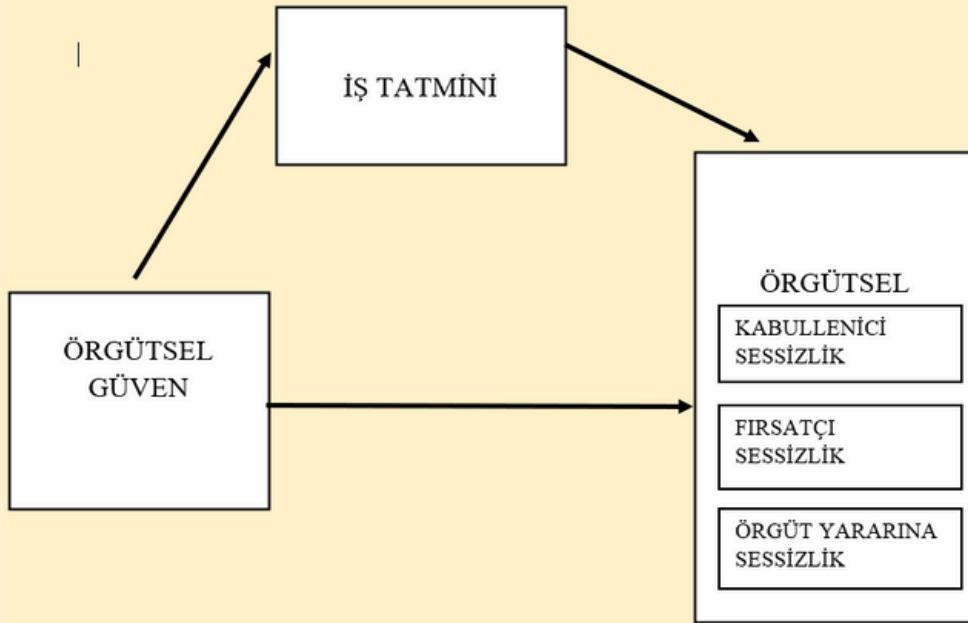 İŞ TATMİNİ
ÖRGÜTSEL
GÜVEN
ÖRGÜTSEL
KABULLENİCİ
SESSİZLİK
FIRSATÇI
SESSİZLİK
ÖRGÜT YARARINA
SESSİZLİK